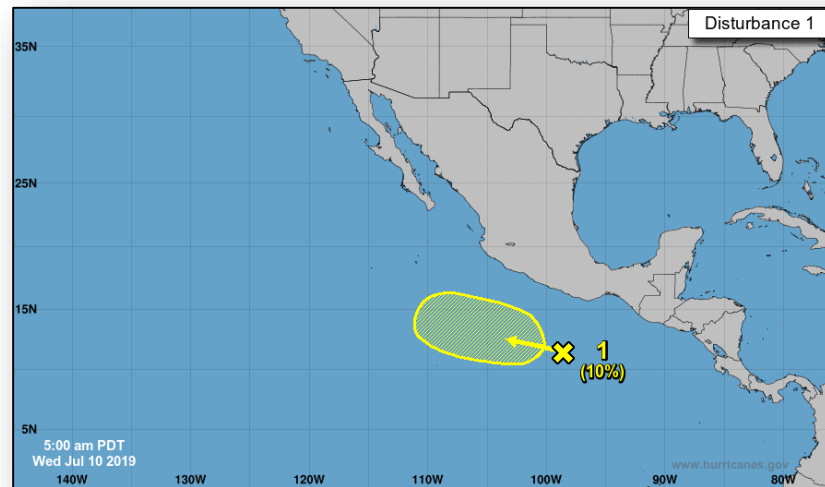 Disturbance 1
35N
25N
15N
1
(10%)
5N
5:00 am PDT
Wed Jul 10 2019
www.hurricanes.gov
140W 130W 120W 110W 100W 90W 80W